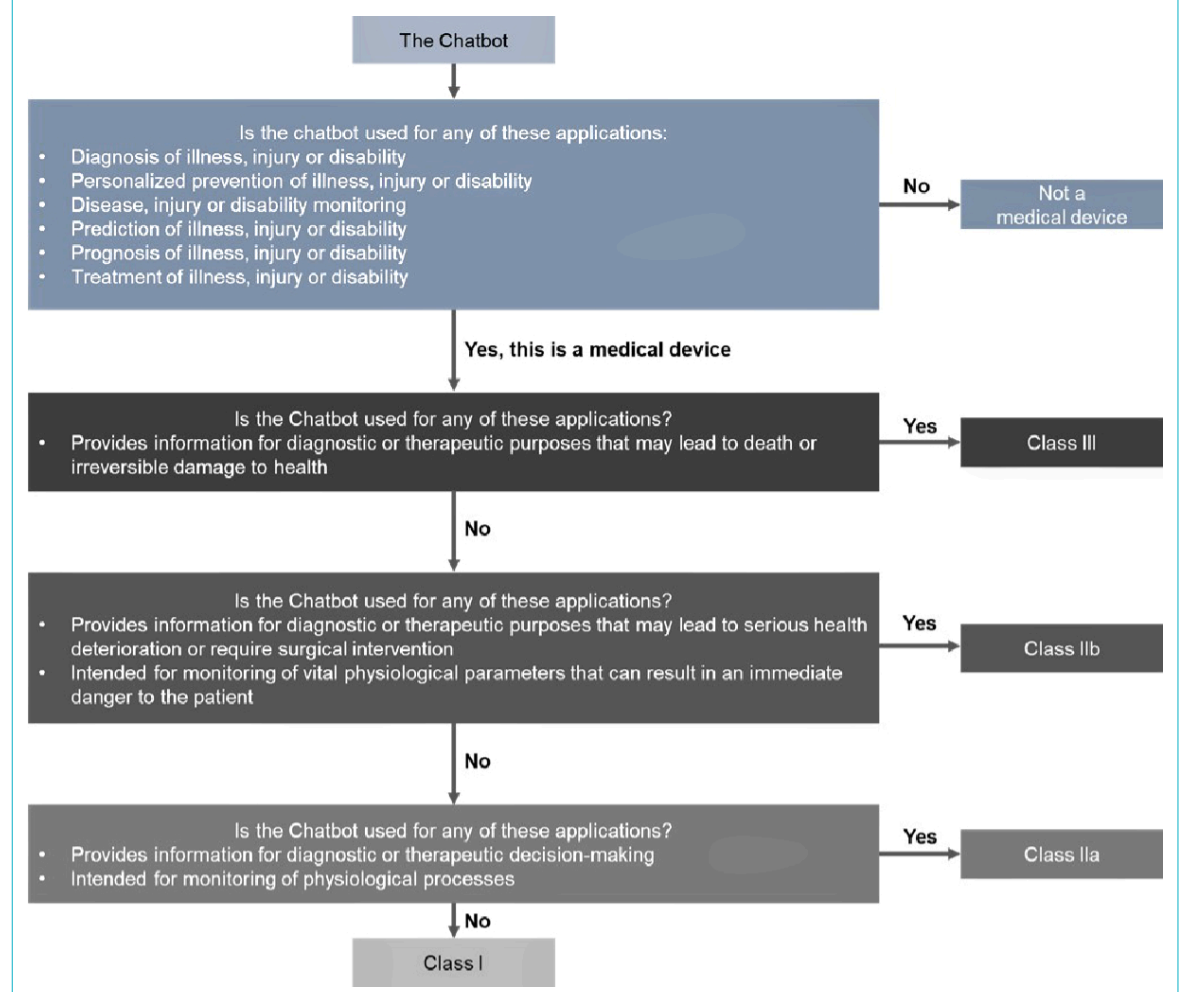 The Chatbot
Is the chatbot used for any of these applications:
• Diagnosis of illness, injury or disability
• Personalized prevention of illness, injury or disability
• Disease, injury or disability monitoring
• Prediction of illness, injury or disability
• Prognosis of illness, injury or disability
• Treatment of illness, injury or disability
No
Not a
medical device
Yes, this is a medical device
Is the Chatbot used for any of these applications?
• Provides information for diagnostic or therapeutic purposes that may lead to death or
irreversible damage to health
Yes
Class III
No
Is the Chatbot used for any of these applications?
• Provides information for diagnostic or therapeutic purposes that may lead to serious health
deterioration or require surgical intervention
• Intended for monitoring of vital physiological parameters that can result in an immediate
danger to the patient
Yes
Class IIb
No
Is the Chatbot used for any of these applications?
• Provides information for diagnostic or therapeutic decision-making
• Intended for monitoring of physiological processes
Yes
Class IIa
No
Class I